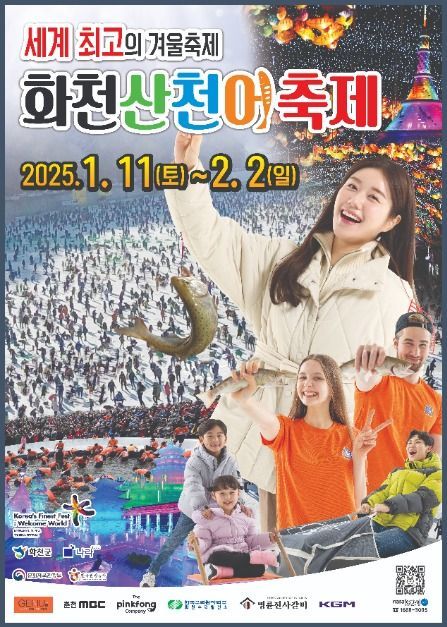 세계 최고의 겨울축제
화천산천어축제
2025.1. 11(토)~2. 2(일)
Korea's Finest Fest
Welcome World
화천군
나라
춘천 MBC
The
pinkfong
Company
명륜진사갈비
KGM